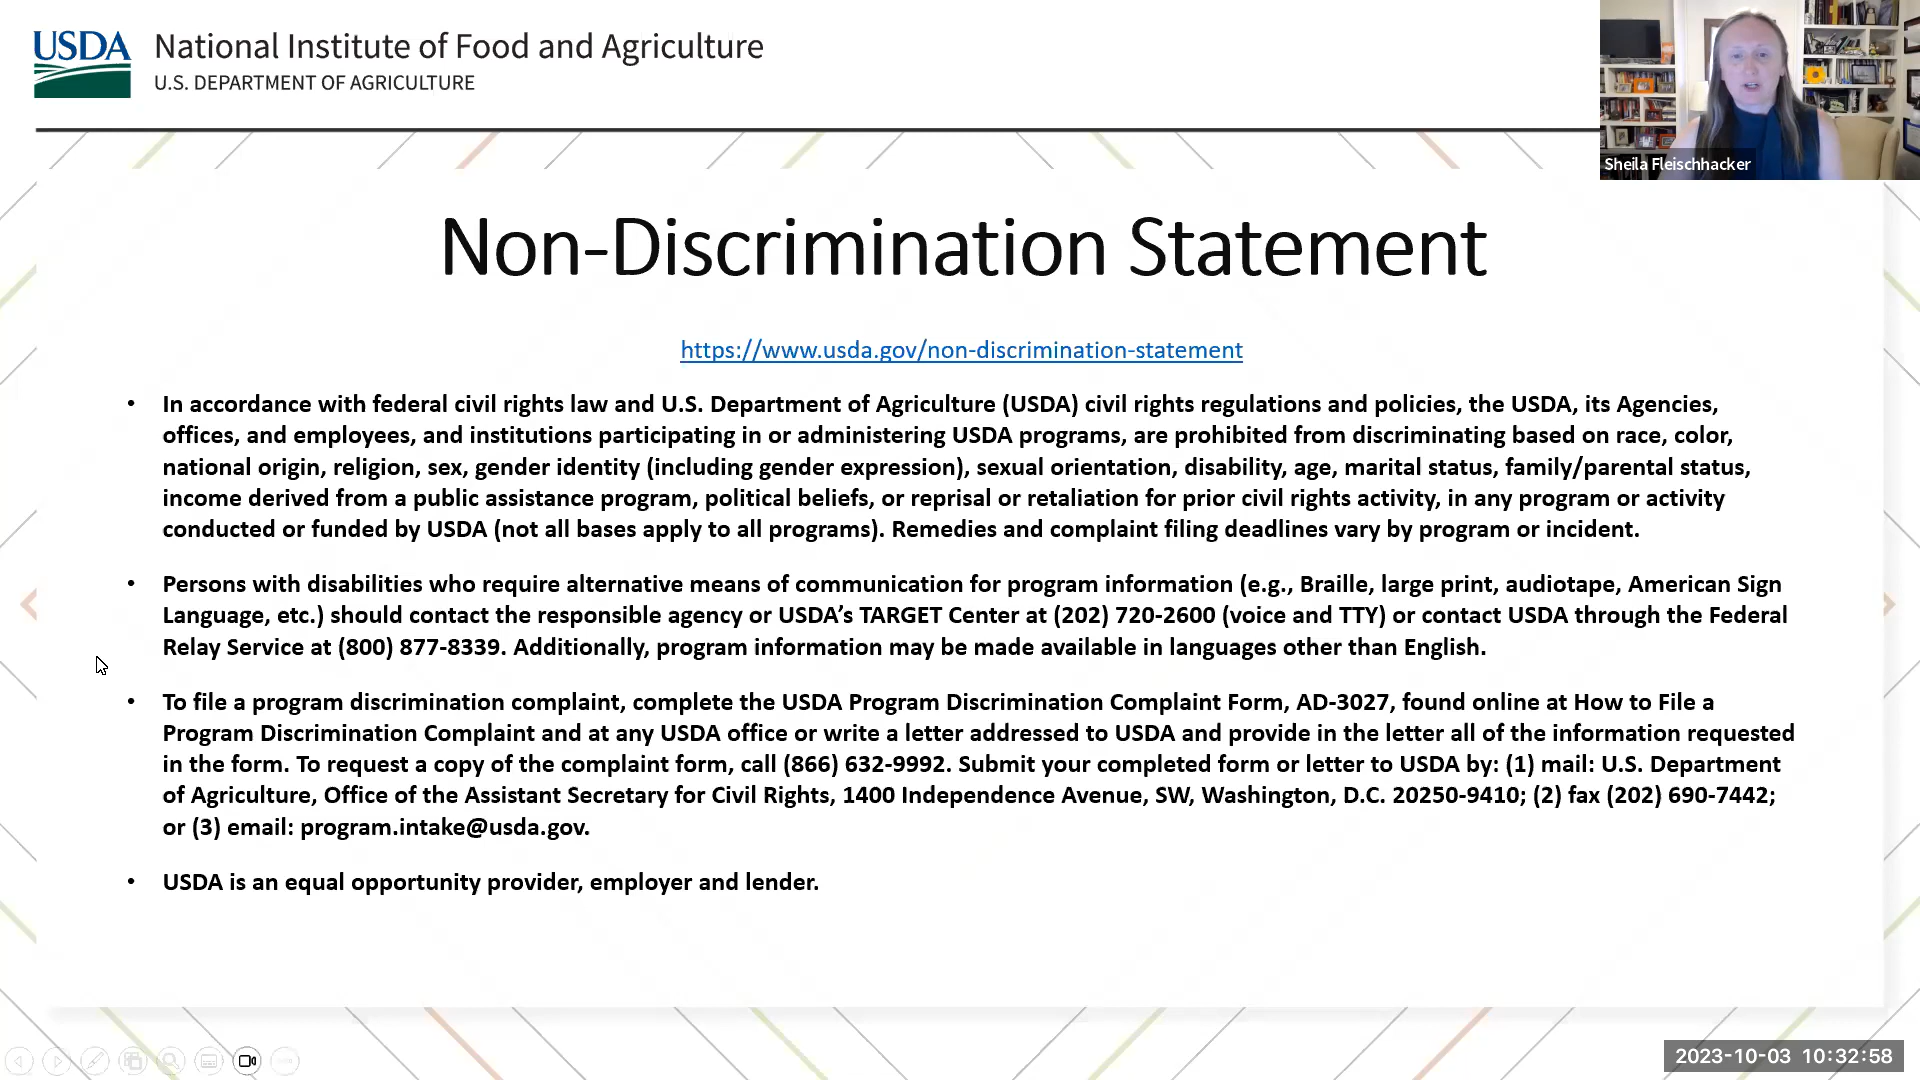 USDA
National Institute of Food and Agriculture
U.S. DEPARTMENT OF AGRICULTURE
Sheila Fleischhacker
Non-Discrimination Statement
https://www.usda.gov/non-discrimination-statement
• In accordance with federal civil rights law and U.S. Department of Agriculture (USDA) civil rights regulations and policies, the USDA, its Agencies,
offices, and employees, and institutions participating in or administering USDA programs, are prohibited from discriminating based on race, color,
national origin, religion, sex, gender identity (including gender expression), sexual orientation, disability, age, marital status, family/parental status,
income derived from a public assistance program, political beliefs, or reprisal or retaliation for prior civil rights activity, in any program or activity
conducted or funded by USDA (not all bases apply to all programs). Remedies and complaint filing deadlines vary by program or incident.
• Persons with disabilities who require alternative means of communication for program information (e.g., Braille, large print, audiotape, American Sign
Language, etc.) should contact the responsible agency or USDA’s TARGET Center at (202) 720-2600 (voice and TTY) or contact USDA through the Federal
Relay Service at (800) 877-8339. Additionally, program information may be made available in languages other than English.
• To file a program discrimination complaint, complete the USDA Program Discrimination Complaint Form, AD-3027, found online at How to File a
Program Discrimination Complaint and at any USDA office or write a letter addressed to USDA and provide in the letter all of the information requested
in the form. To request a copy of the complaint form, call (866) 632-9992. Submit your completed form or letter to USDA by: (1) mail: U.S. Department
of Agriculture, Office of the Assistant Secretary for Civil Rights, 1400 Independence Avenue, SW, Washington, D.C. 20250-9410; (2) fax (202) 690-7442;
or (3) email: program.intake@usda.gov.
• USDA is an equal opportunity provider, employer and lender.
2023-10-03 10:32:58